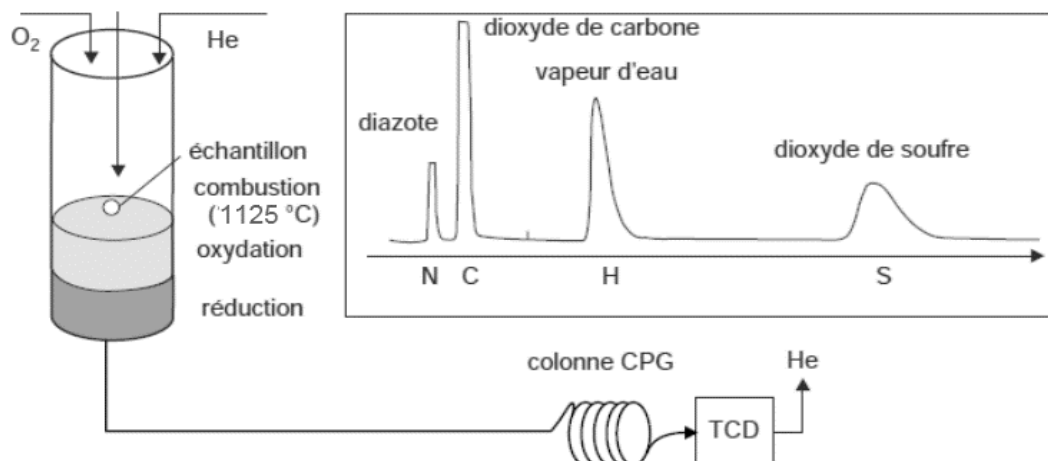 O2
He
échantillon
combustion
(1125 °C)
oxydation
réduction
dioxyde de carbone
vapeur d'eau
diazote
dioxyde de soufre
N C H S
colonne CPG
He
TCD